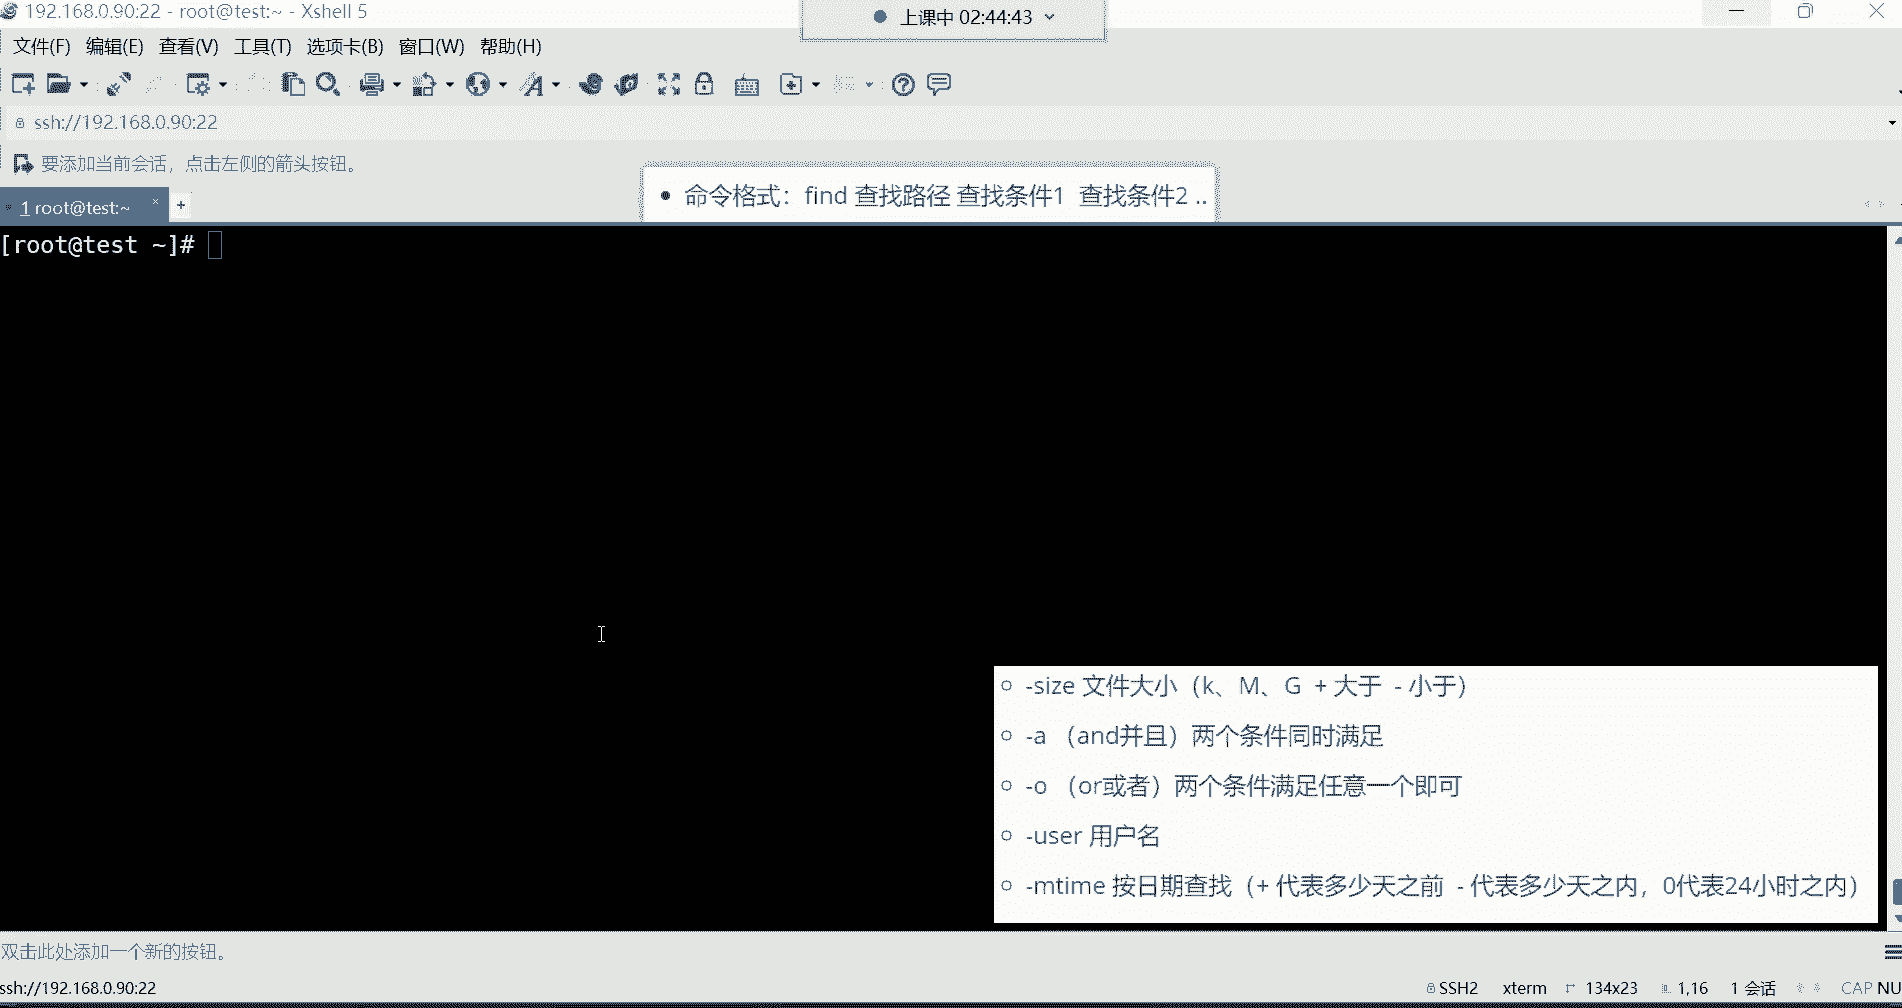 192.168.0.90:22 - root@test:~ - Xshell 5
上课中 02:44:43
文件(F) 编辑(E) 查看(V) 工具(T) 选项卡(B) 窗口(W) 帮助(H)
ssh://192.168.0.90:22
要添加当前会话，点击左侧的箭头按钮。
• 命令格式：find 查找路径 查找条件1 查找条件2 ..
1 root@test:~ × +
[root@test ~]#
-size 文件大小（k、M、G + 大于 - 小于）
-a （and并且）两个条件同时满足
-o （or或者）两个条件满足任意一个即可
-user 用户名
-mtime 按日期查找（+ 代表多少天之前 - 代表多少天之内，0代表24小时之内）
双击此处添加一个新的按钮。
ssh://192.168.0.90:22 SSH2 xterm 134x23 1,16 1 会话 CAP NU